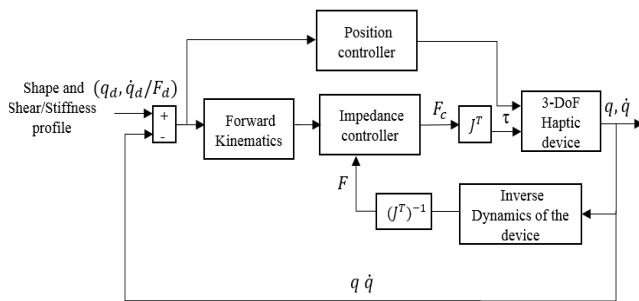 Position
controller
Shape and
Shear/Stiffness
profile
(q_d, q̇_d/F_d)
+
-
Forward
Kinematics
Impedance
controller
F_c
J^T
τ
3-DoF
Haptic
device
q, q̇
F
(J^T)^{-1}
Inverse
Dynamics of the
device
q q̇